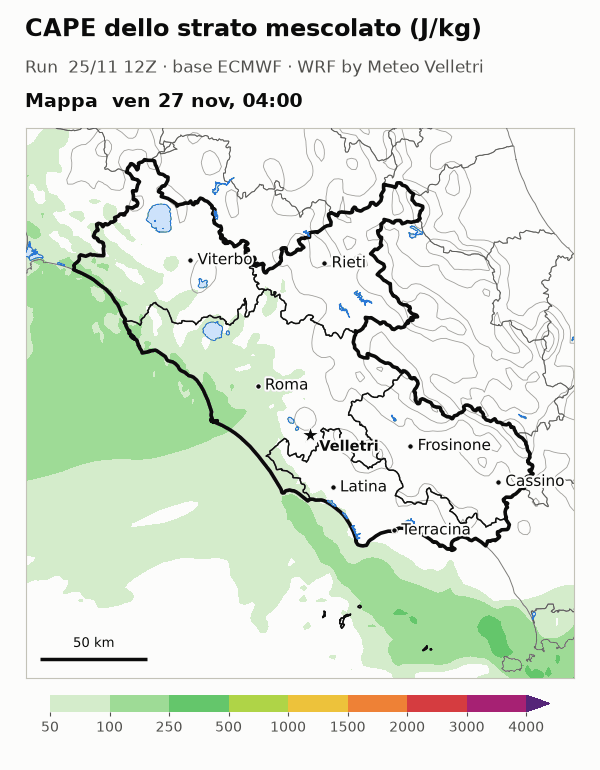 CAPE dello strato mescolato (J/kg)
Run  25/11 12Z · base ECMWF · WRF by Meteo Velletri
Mappa  ven 27 nov, 04:00
Viterbo
Rieti
Roma
Velletri
Frosinone
Cassino
Latina
Terracina
50 km
50 100 250 500 1000 1500 2000 3000 4000